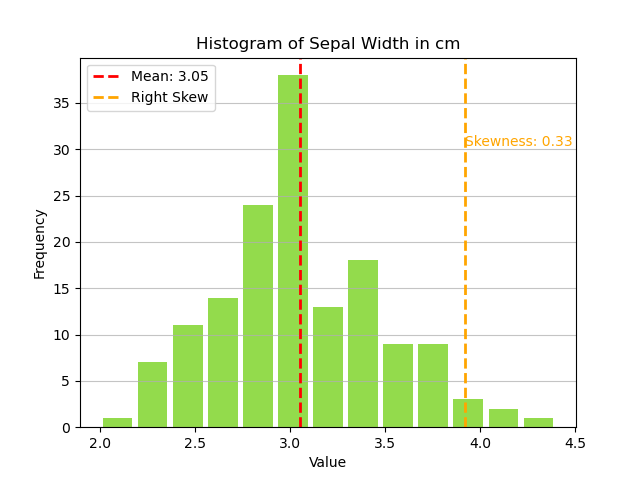 Histogram of Sepal Width in cm
Mean: 3.05
Right Skew
Skewness: 0.33
Frequency
35
30
25
20
15
10
5
0
2.0 2.5 3.0 3.5 4.0 4.5
Value